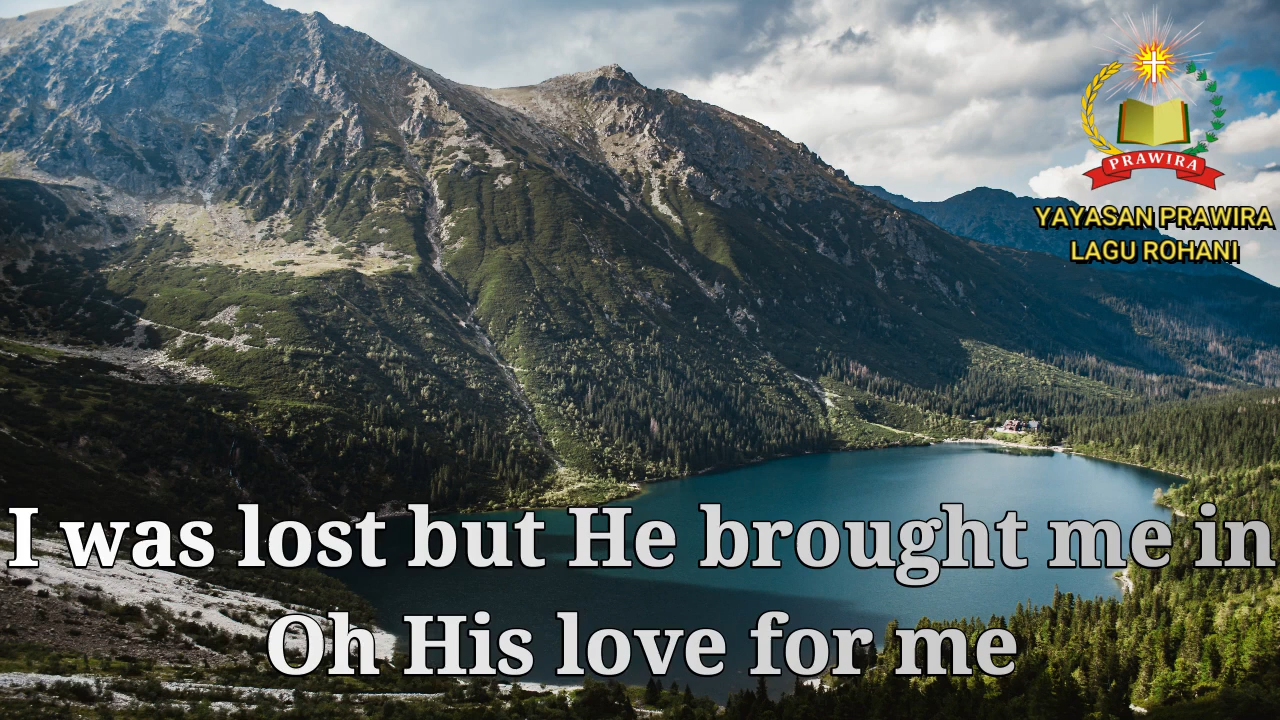 PRAWIRA
YAYASAN PRAWIRA
LAGU ROHANI
I was lost but He brought me in
Oh His love for me